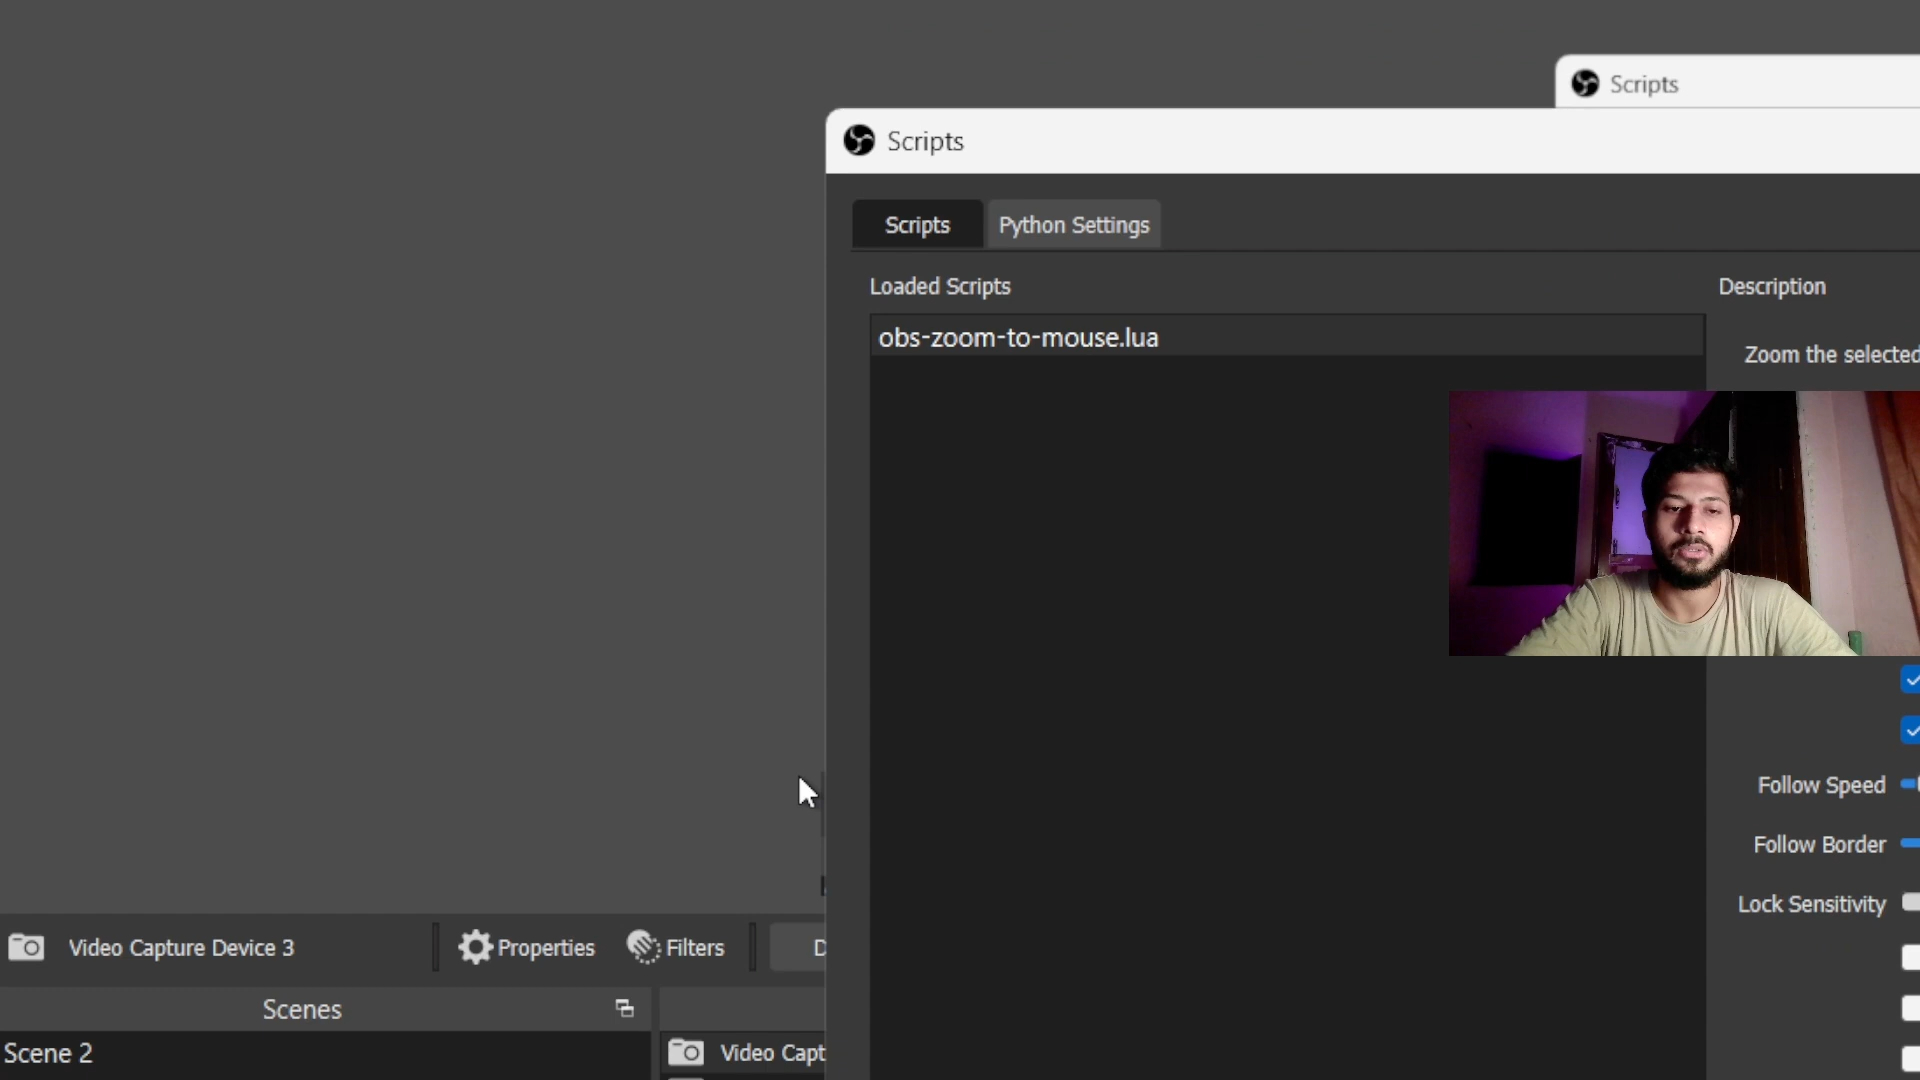 Scripts
Scripts
Scripts Python Settings
Loaded Scripts
Description
obs-zoom-to-mouse.lua
Zoom the selected
Follow Speed
Follow Border
Lock Sensitivity
Video Capture Device 3
Properties
Filters
D
Scenes
Scene 2
Video Capt